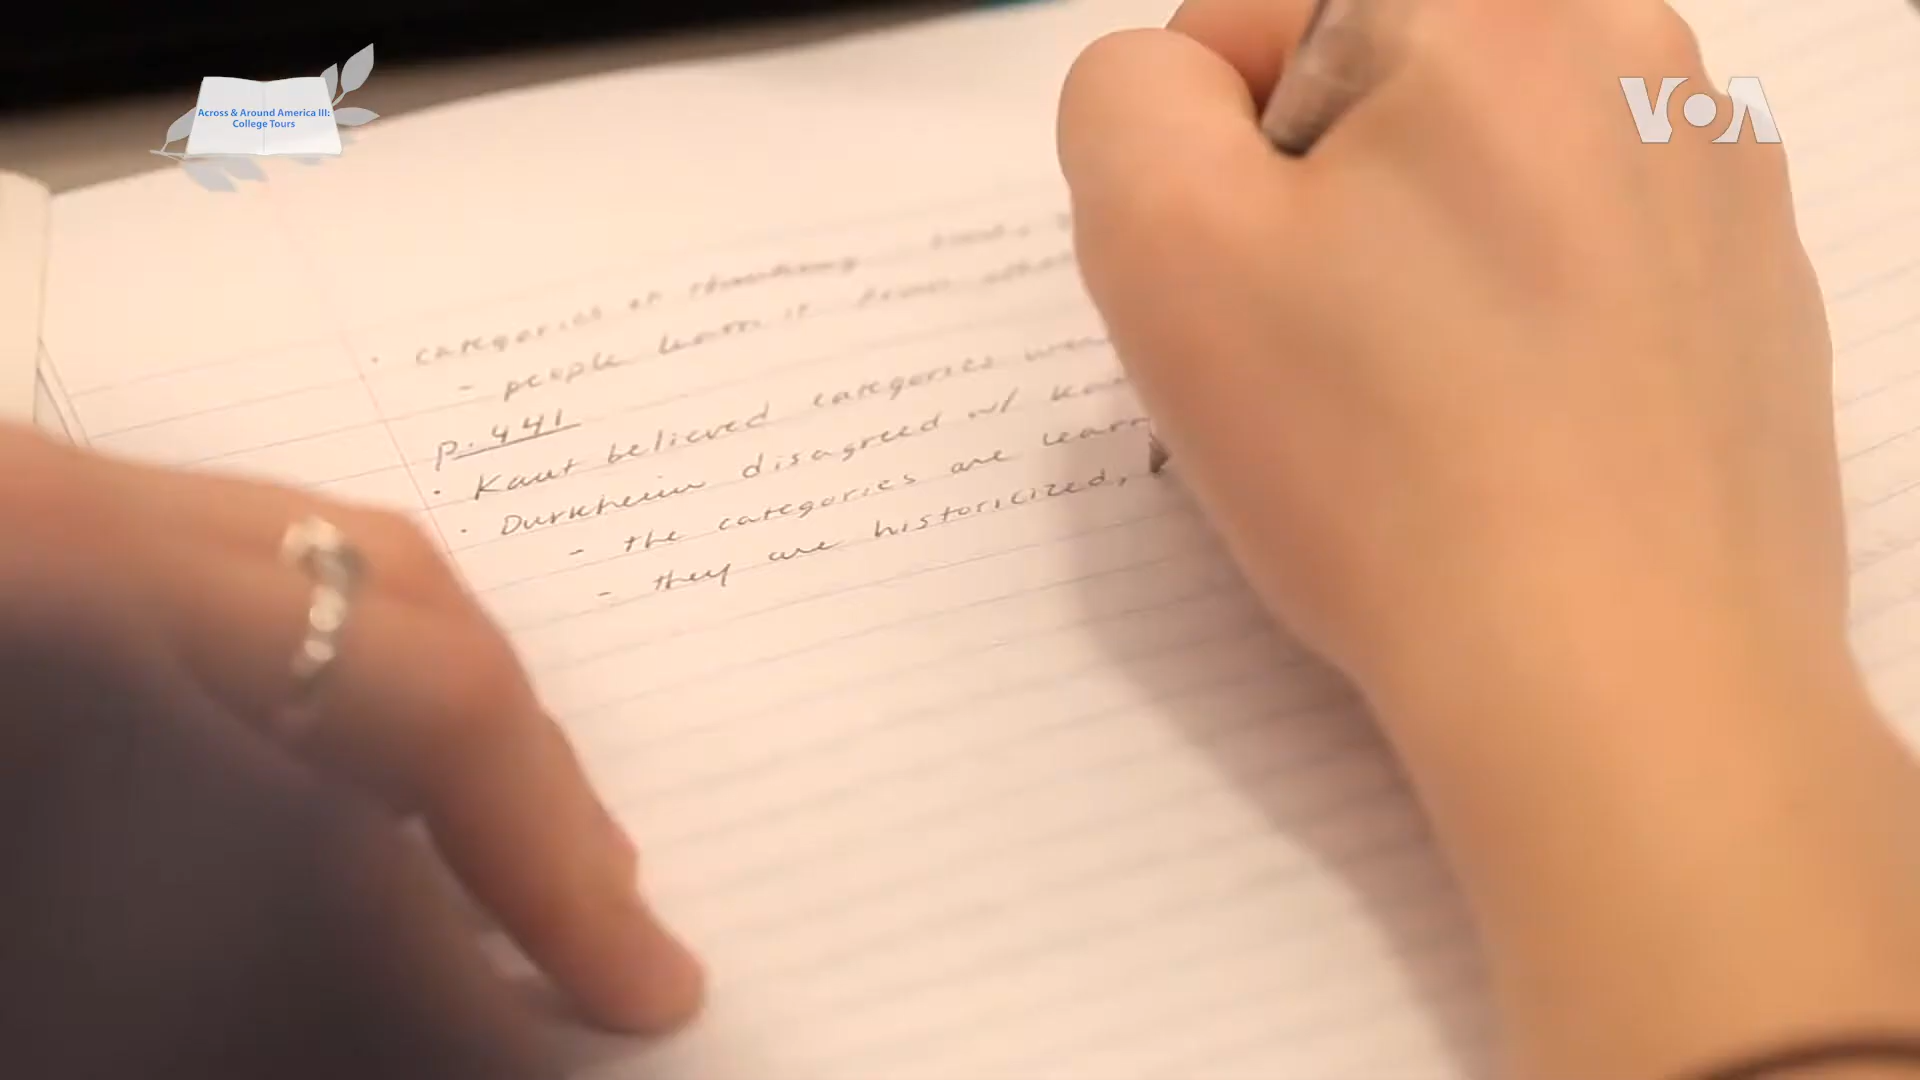 Across & Around America III:
College Tours
VOA
• categories of thinking
- people learn it from
p. 441
• Kant believed categories were
• Durkheim disagreed w/
- the categories are
- they are historicized,